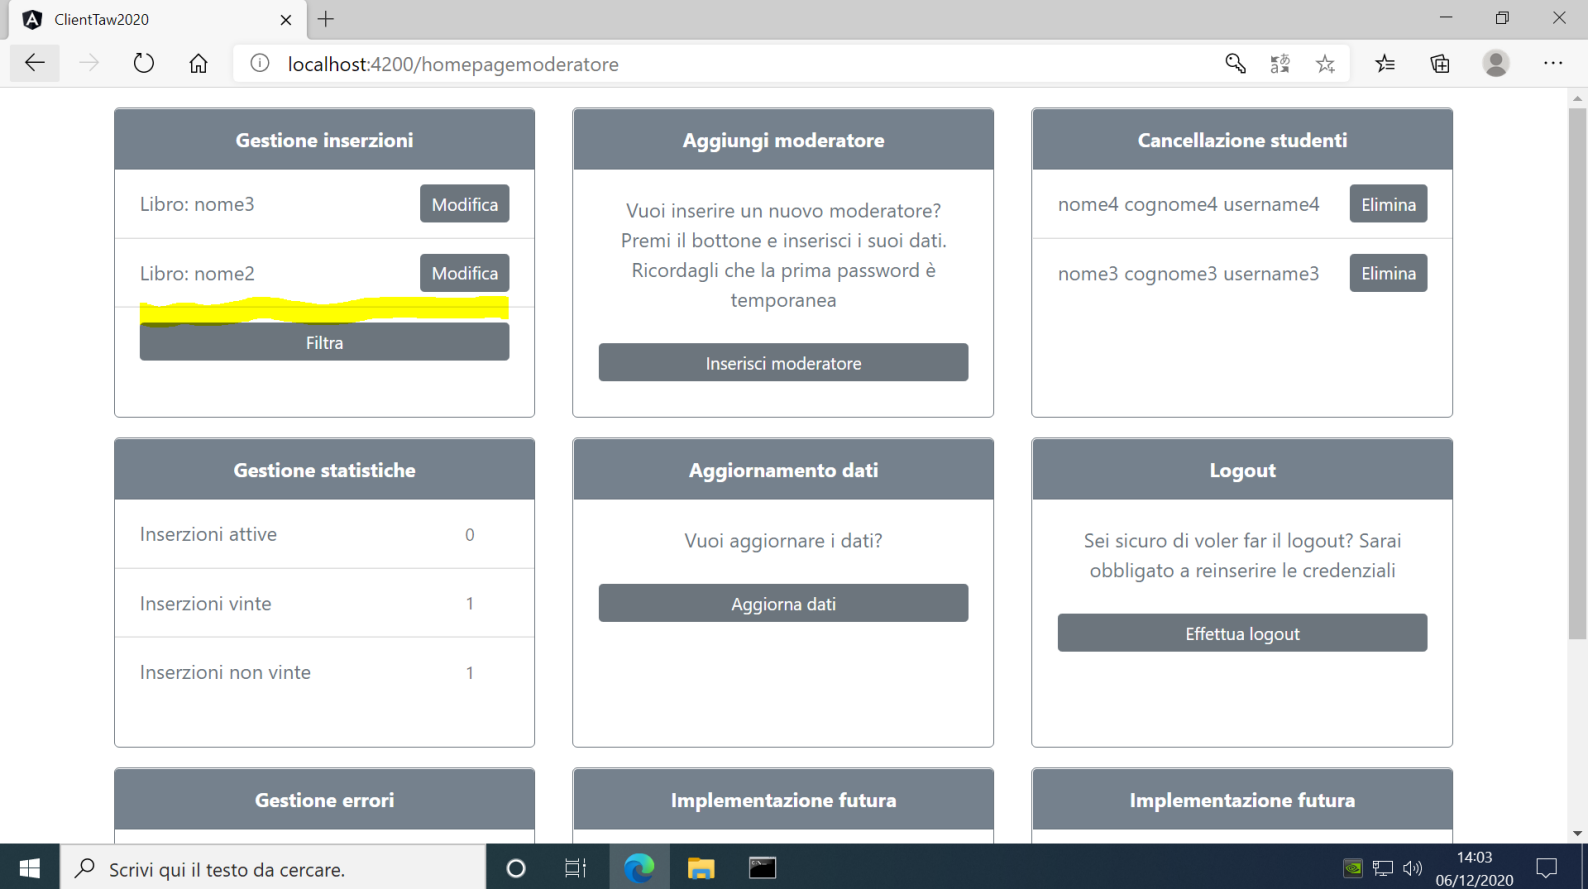 ClientTaw2020
localhost:4200/homepagemoderatore
Gestione inserzioni
Libro: nome3
Modifica
Libro: nome2
Modifica
Filtra
Aggiungi moderatore
Vuoi inserire un nuovo moderatore?
Premi il bottone e inserisci i suoi dati.
Ricordagli che la prima password è
temporanea
Inserisci moderatore
Cancellazione studenti
nome4 cognome4 username4
Elimina
nome3 cognome3 username3
Elimina
Gestione statistiche
Inserzioni attive 0
Inserzioni vinte 1
Inserzioni non vinte 1
Aggiornamento dati
Vuoi aggiornare i dati?
Aggiorna dati
Logout
Sei sicuro di voler far il logout? Sarai
obbligato a reinserire le credenziali
Effettua logout
Gestione errori
Implementazione futura
Implementazione futura
Scrivi qui il testo da cercare.
14:03
06/12/2020